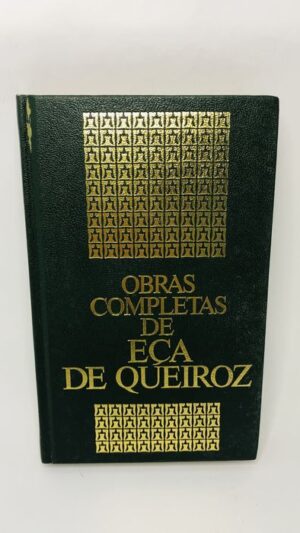 OBRAS
COMPLETAS
DE
EÇA
DE QUEIROZ